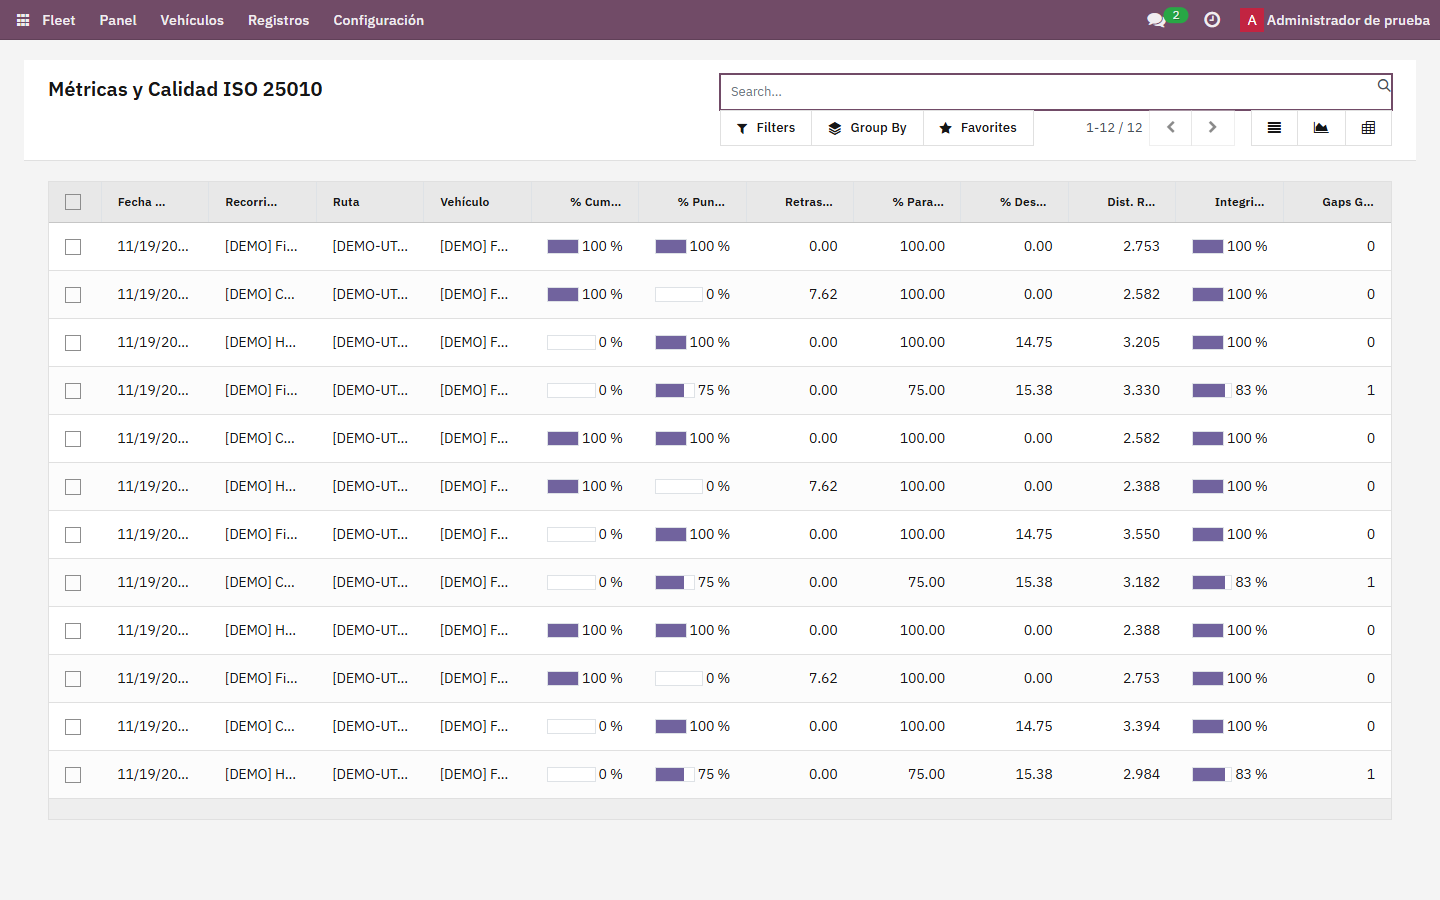 Fleet Panel Vehículos Registros Configuración 2 A Administrador de prueba
Métricas y Calidad ISO 25010
Search...
Filters Group By Favorites 1-12 / 12
Fecha ... Recorri... Ruta Vehículo % Cum... % Pun... Retras... % Para... % Des... Dist. R... Integri... Gaps G...
11/19/20... [DEMO] Fi... [DEMO-UT... [DEMO] F... 100 % 100 % 0.00 100.00 0.00 2.753 100 % 0
11/19/20... [DEMO] C... [DEMO-UT... [DEMO] F... 100 % 0 % 7.62 100.00 0.00 2.582 100 % 0
11/19/20... [DEMO] H... [DEMO-UT... [DEMO] F... 0 % 100 % 0.00 100.00 14.75 3.205 100 % 0
11/19/20... [DEMO] Fi... [DEMO-UT... [DEMO] F... 0 % 75 % 0.00 75.00 15.38 3.330 83 % 1
11/19/20... [DEMO] C... [DEMO-UT... [DEMO] F... 100 % 100 % 0.00 100.00 0.00 2.582 100 % 0
11/19/20... [DEMO] H... [DEMO-UT... [DEMO] F... 100 % 0 % 7.62 100.00 0.00 2.388 100 % 0
11/19/20... [DEMO] Fi... [DEMO-UT... [DEMO] F... 0 % 100 % 0.00 100.00 14.75 3.550 100 % 0
11/19/20... [DEMO] C... [DEMO-UT... [DEMO] F... 0 % 75 % 0.00 75.00 15.38 3.182 83 % 1
11/19/20... [DEMO] H... [DEMO-UT... [DEMO] F... 100 % 100 % 0.00 100.00 0.00 2.388 100 % 0
11/19/20... [DEMO] Fi... [DEMO-UT... [DEMO] F... 100 % 0 % 7.62 100.00 0.00 2.753 100 % 0
11/19/20... [DEMO] C... [DEMO-UT... [DEMO] F... 0 % 100 % 0.00 100.00 14.75 3.394 100 % 0
11/19/20... [DEMO] H... [DEMO-UT... [DEMO] F... 0 % 75 % 0.00 75.00 15.38 2.984 83 % 1